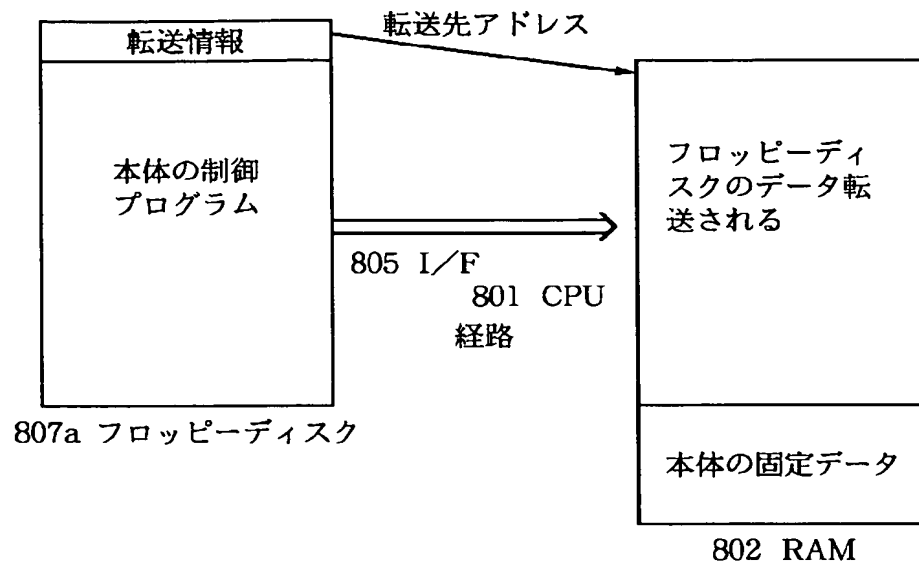 転送情報
転送先アドレス
本体の制御
プログラム
フロッピーディ
スクのデータ転
送される
805 I/F
801 CPU
経路
807a フロッピーディスク
本体の固定データ
802 RAM